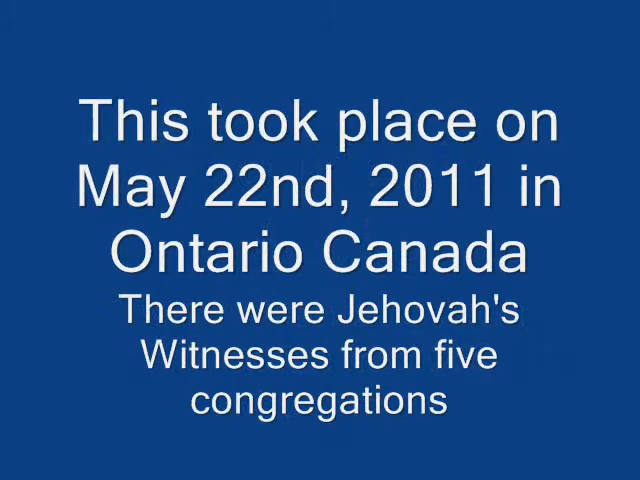 This took place on
May 22nd, 2011 in
Ontario Canada
There were Jehovah's
Witnesses from five
congregations